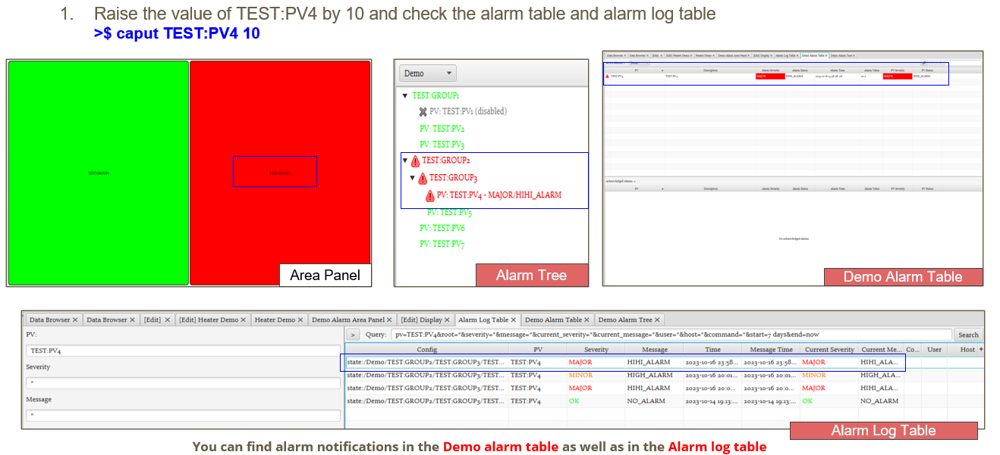 1. Raise the value of TEST:PV4 by 10 and check the alarm table and alarm log table
>$ caput TEST:PV4 10
TEST:GROUP1
TEST:GROUP2
Area Panel
Demo
TEST:GROUP1
PV: TEST:PV1 (disabled)
PV: TEST:PV2
PV: TEST:PV3
TEST:GROUP2
TEST:GROUP3
PV: TEST:PV4 - MAJOR/HIHI_ALARM
PV: TEST:PV5
PV: TEST:PV6
PV: TEST:PV7
Alarm Tree
Data Browser × Data Browser × [Edit] × [Edit] Heater Demo × Heater Demo × Demo Alarm Area Panel × [Edit] Display × Alarm Log Table × Demo Alarm Table × Demo Alarm Tree ×
PV Description Alarm Severity Alarm Status Alarm Time Alarm Value PV Severity PV Status
TEST:PV4 TEST:PV4 MAJOR HIHI_ALARM 10.0 MAJOR HIHI_ALARM
Acknowledged Alarms
PV Description Alarm Severity Alarm Status Alarm Time Alarm Value PV Severity PV Status
No acknowledged alarms
Demo Alarm Table
Data Browser × Data Browser × [Edit] × [Edit] Heater Demo × Heater Demo × Demo Alarm Area Panel × [Edit] Display × Alarm Log Table × Demo Alarm Table × Demo Alarm Tree ×
PV:
TEST:PV4
Severity
*
Message
*
> Query: pv=TEST:PV4&root=*&severity=*&message=*&current_severity=*&current_message=*&user=*&host=*&command=*&start=7 days&end=now Search
Config PV Severity Message Time Message Time Current Severity Current Me... Co... User Host +
state:/Demo/TEST:GROUP2/TEST:GROUP3/TEST... TEST:PV4 MAJOR HIHI_ALARM 2023-10-16 23:58... 2023-10-16 23:58... MAJOR HIHI_ALA...
state:/Demo/TEST:GROUP2/TEST:GROUP3/TEST... TEST:PV4 MINOR HIGH_ALARM 2023-10-16 20:01... 2023-10-16 20:01... MINOR HIGH_ALA...
state:/Demo/TEST:GROUP2/TEST:GROUP3/TEST... TEST:PV4 MAJOR HIHI_ALARM 2023-10-16 20:0... 2023-10-16 20:0... MAJOR HIHI_ALA...
state:/Demo/TEST:GROUP2/TEST:GROUP3/TEST... TEST:PV4 OK NO_ALARM 2023-10-14 19:13:... 2023-10-14 19:13:... OK NO_ALARM
Alarm Log Table
You can find alarm notifications in the Demo alarm table as well as in the Alarm log table